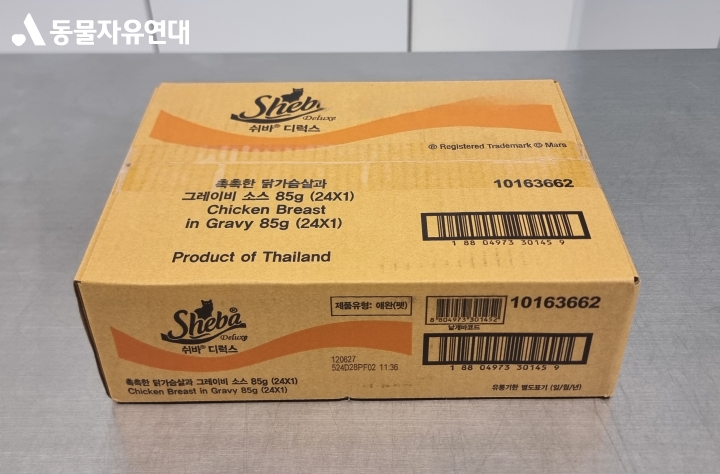 동물자유연대
Sheba
Deluxe
쉬바® 디럭스
® Registered Trademark © Mars
촉촉한 닭가슴살과
그레이비 소스 85g (24X1)
Chicken Breast
in Gravy 85g (24X1)
Product of Thailand
10163662
1 88 04973 30145 9
Sheba®
Deluxe
쉬바® 디럭스
촉촉한 닭가슴살과 그레이비 소스 85g (24X1)
Chicken Breast in Gravy 85g (24X1)
제품유형: 애완(펫)
120627
524D28PF02 11:36
8 804973 301452
낱개바코드
10163662
1 88 04973 30145 9
유통기한 별도표기 (일/월/년)